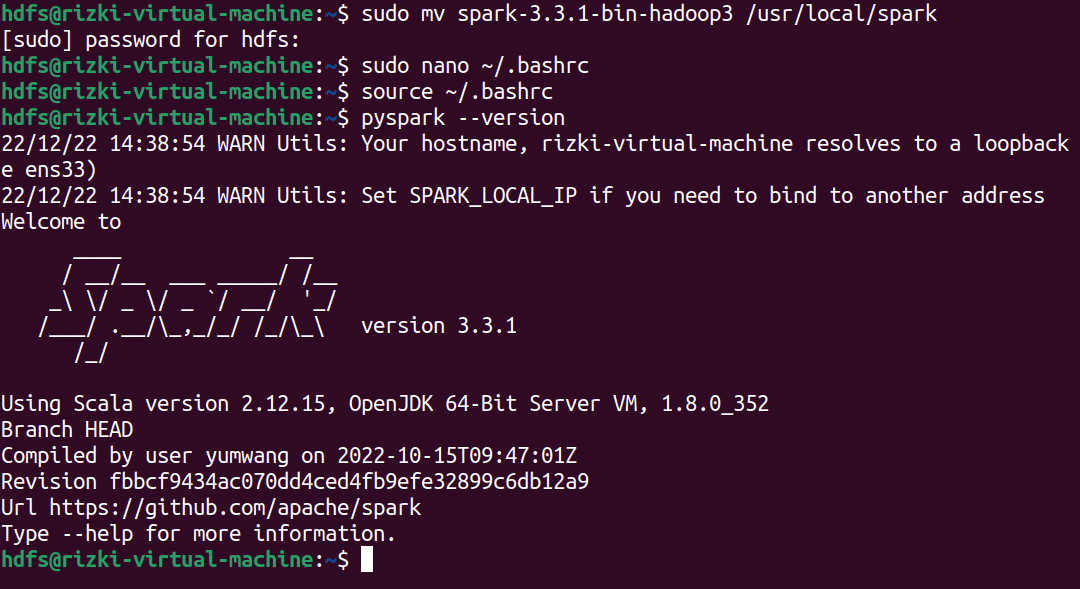 hdfs@rizki-virtual-machine:~$ sudo mv spark-3.3.1-bin-hadoop3 /usr/local/spark
[sudo] password for hdfs:
hdfs@rizki-virtual-machine:~$ sudo nano ~/.bashrc
hdfs@rizki-virtual-machine:~$ source ~/.bashrc
hdfs@rizki-virtual-machine:~$ pyspark --version
22/12/22 14:38:54 WARN Utils: Your hostname, rizki-virtual-machine resolves to a loopback
e ens33)
22/12/22 14:38:54 WARN Utils: Set SPARK_LOCAL_IP if you need to bind to another address
Welcome to
      ____              __
     / __/__  ___ _____/ /__
    _\ \/ _ \/ _ `/ __/  '_/
   /___/ .__/\_,_/_/ /_/\_\   version 3.3.1
      /_/
Using Scala version 2.12.15, OpenJDK 64-Bit Server VM, 1.8.0_352
Branch HEAD
Compiled by user yumwang on 2022-10-15T09:47:01Z
Revision fbbcf9434ac070dd4ced4fb9efe32899c6db12a9
Url https://github.com/apache/spark
Type --help for more information.
hdfs@rizki-virtual-machine:~$